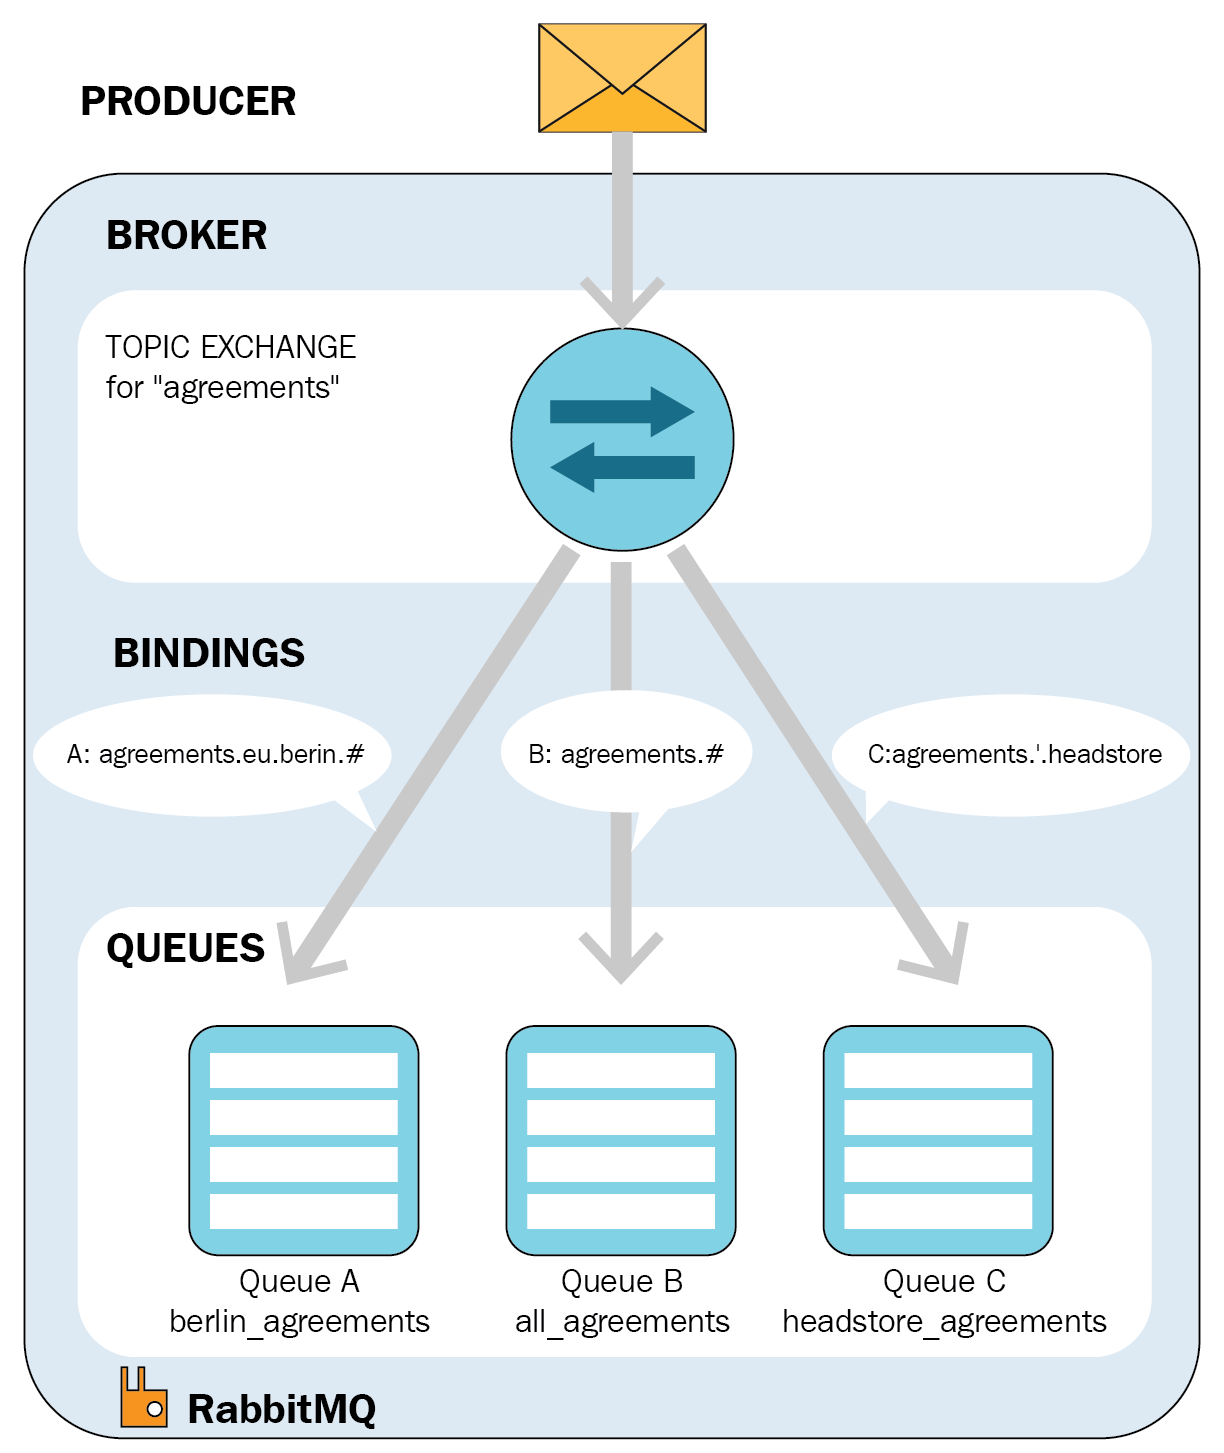 PRODUCER
BROKER
TOPIC EXCHANGE
for "agreements"
BINDINGS
A: agreements.eu.berin.#
B: agreements.#
C:agreements.'.headstore
QUEUES
Queue A
berlin_agreements
Queue B
all_agreements
Queue C
headstore_agreements
RabbitMQ